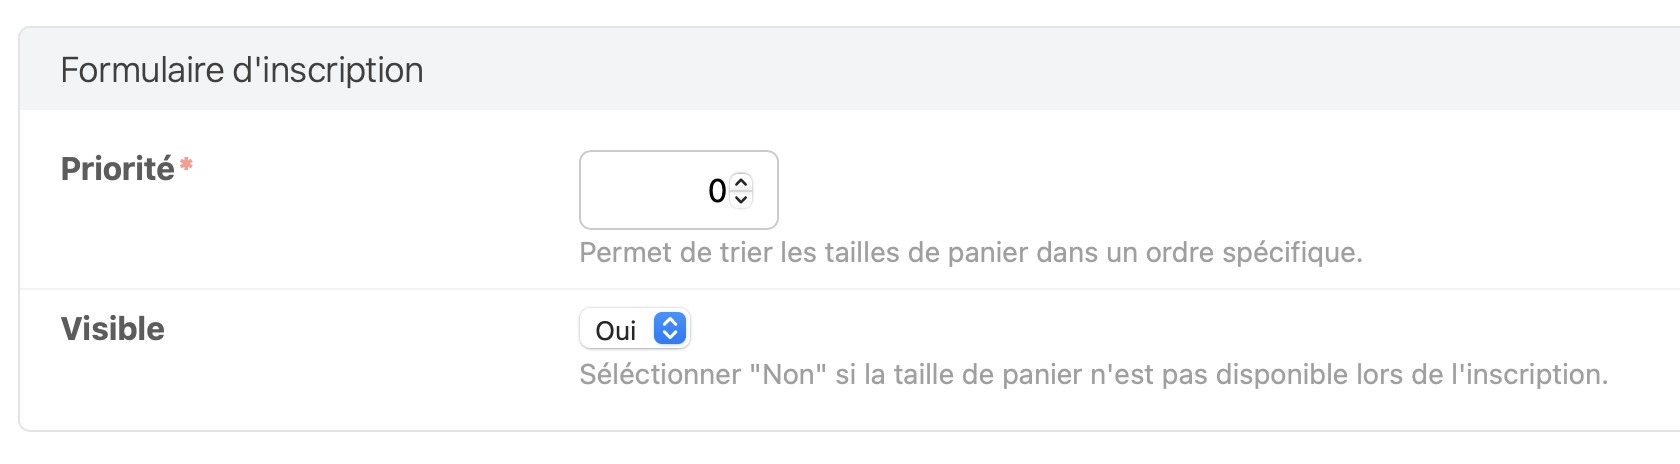 Formulaire d'inscription
Priorité *
0
Permet de trier les tailles de panier dans un ordre spécifique.
Visible
Oui
Séléctionner "Non" si la taille de panier n'est pas disponible lors de l'inscription.